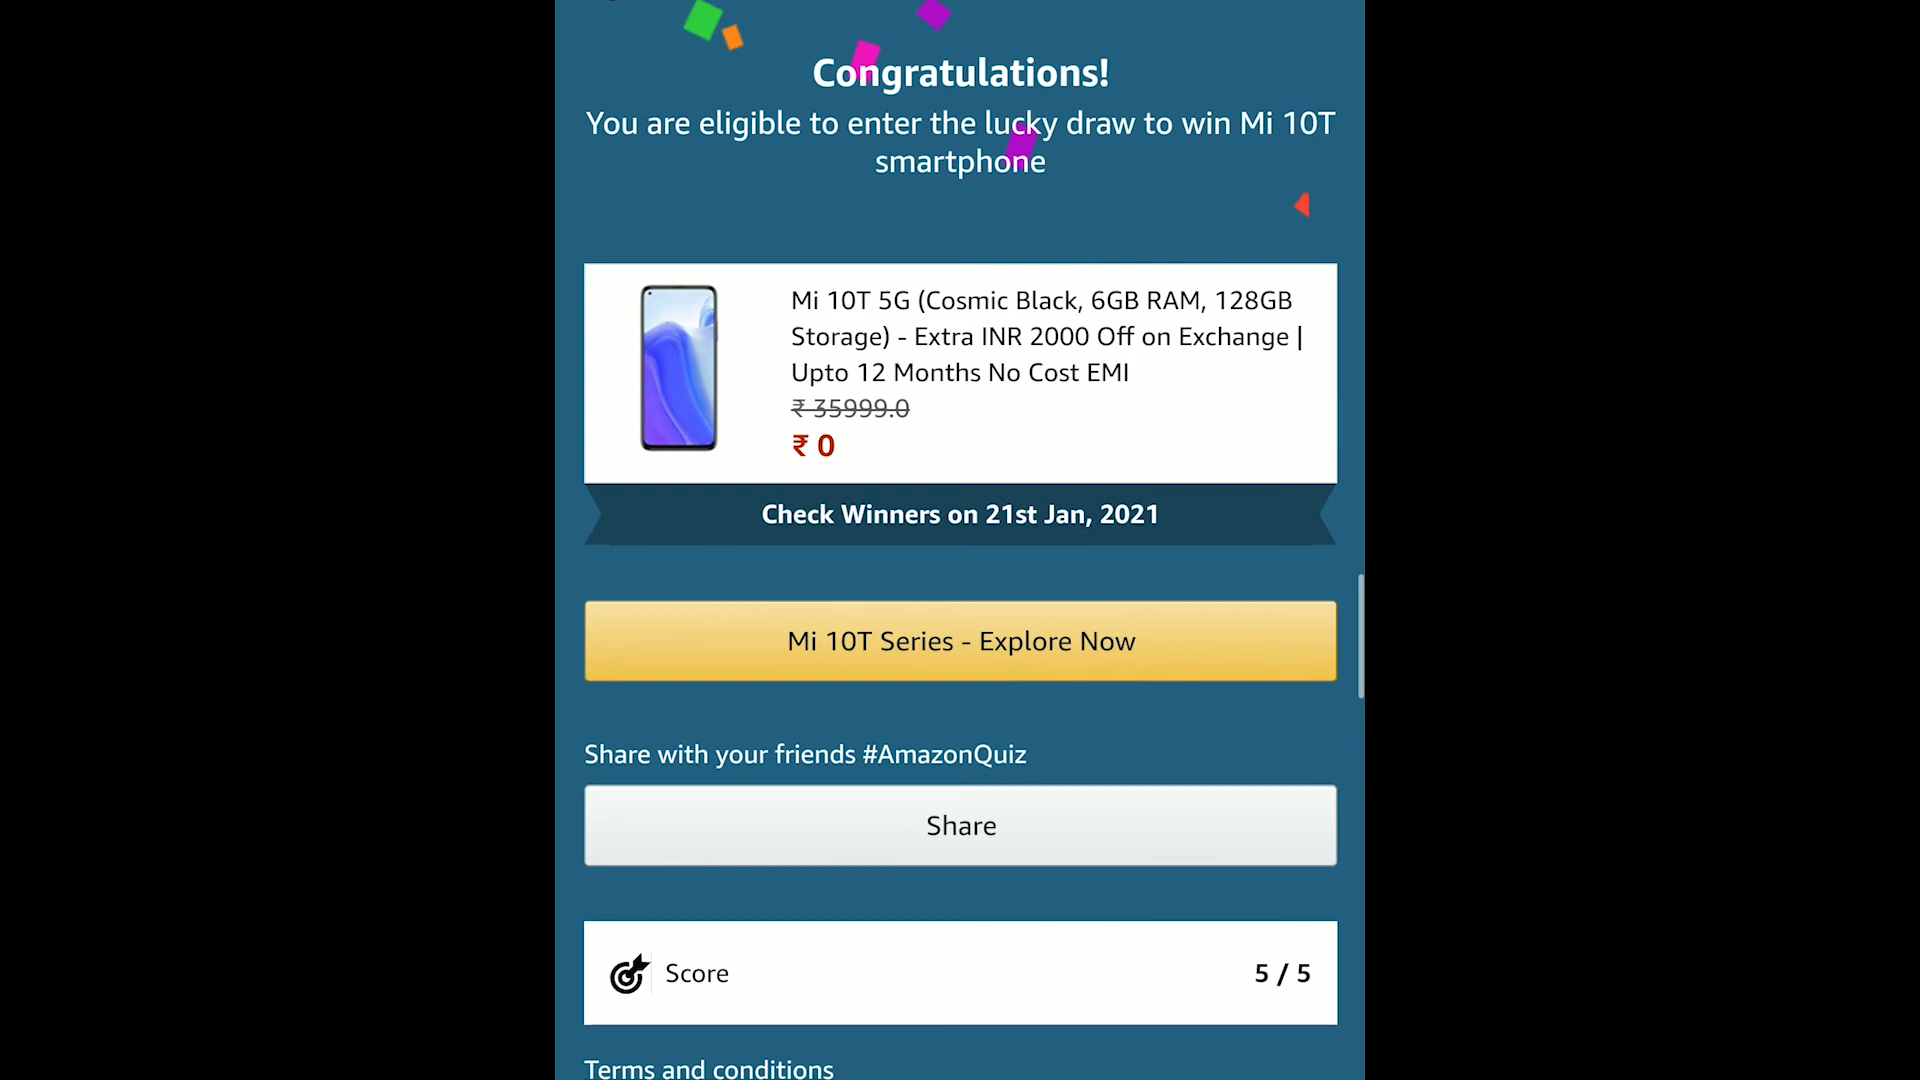 Congratulations!
You are eligible to enter the lucky draw to win Mi 10T
smartphone
Mi 10T 5G (Cosmic Black, 6GB RAM, 128GB
Storage) - Extra INR 2000 Off on Exchange |
Upto 12 Months No Cost EMI
₹ 35999.0
₹ 0
Check Winners on 21st Jan, 2021
Mi 10T Series - Explore Now
Share with your friends #AmazonQuiz
Share
Score 5 / 5
Terms and conditions